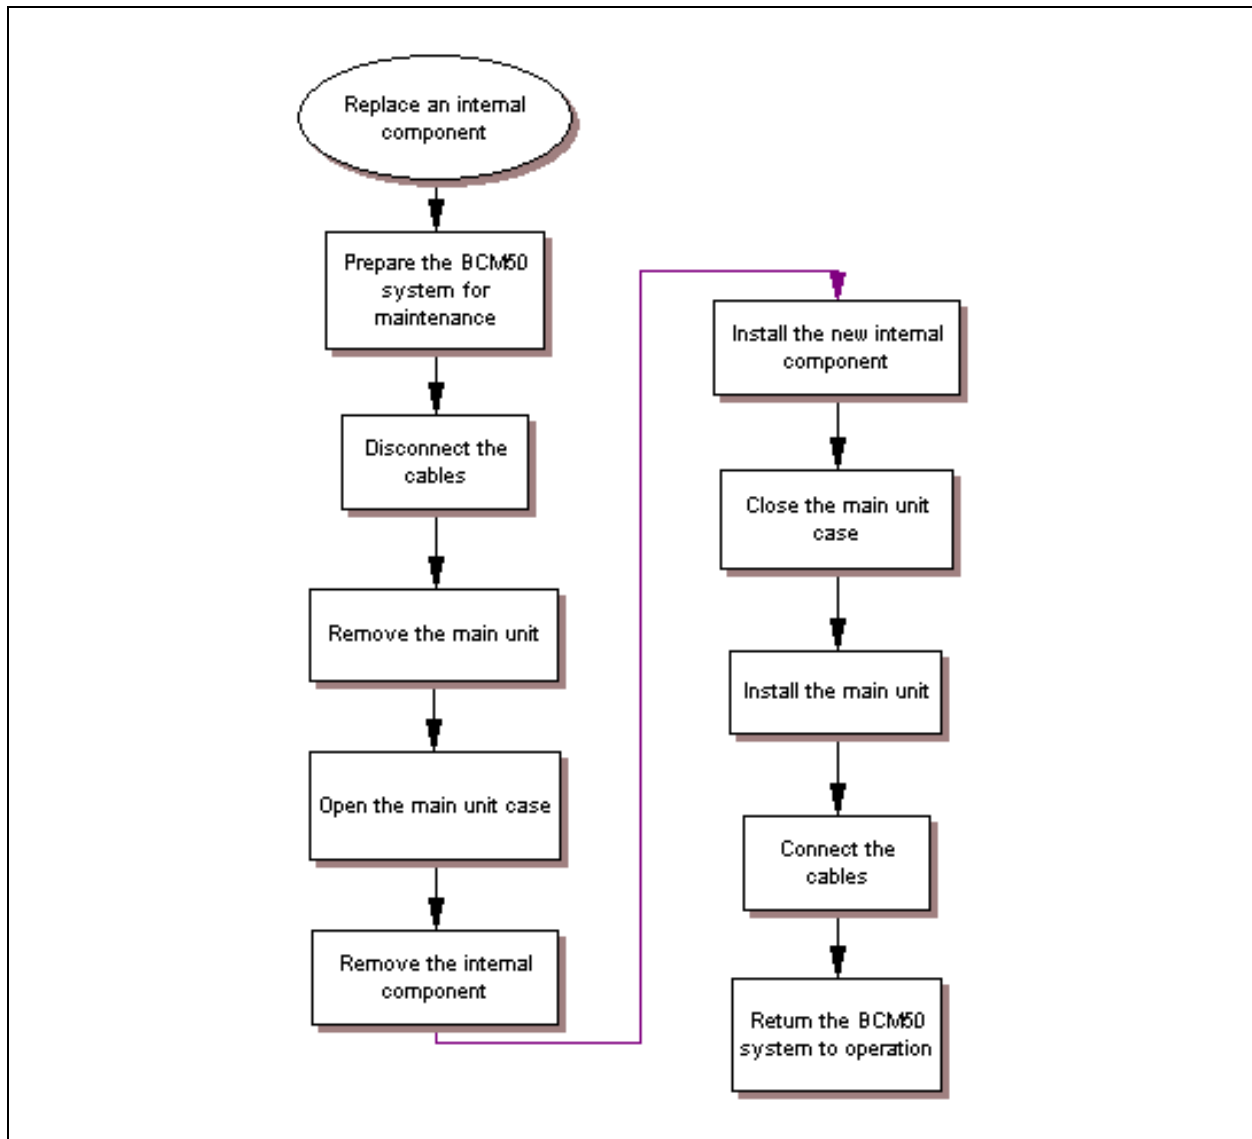 Replace an internal
component
Prepare the BCM50
system for
maintenance
Disconnect the
cables
Remove the main unit
Open the main unit case
Remove the internal
component
Install the new internal
component
Close the main unit
case
Install the main unit
Connect the
cables
Return the BCM50
system to operation